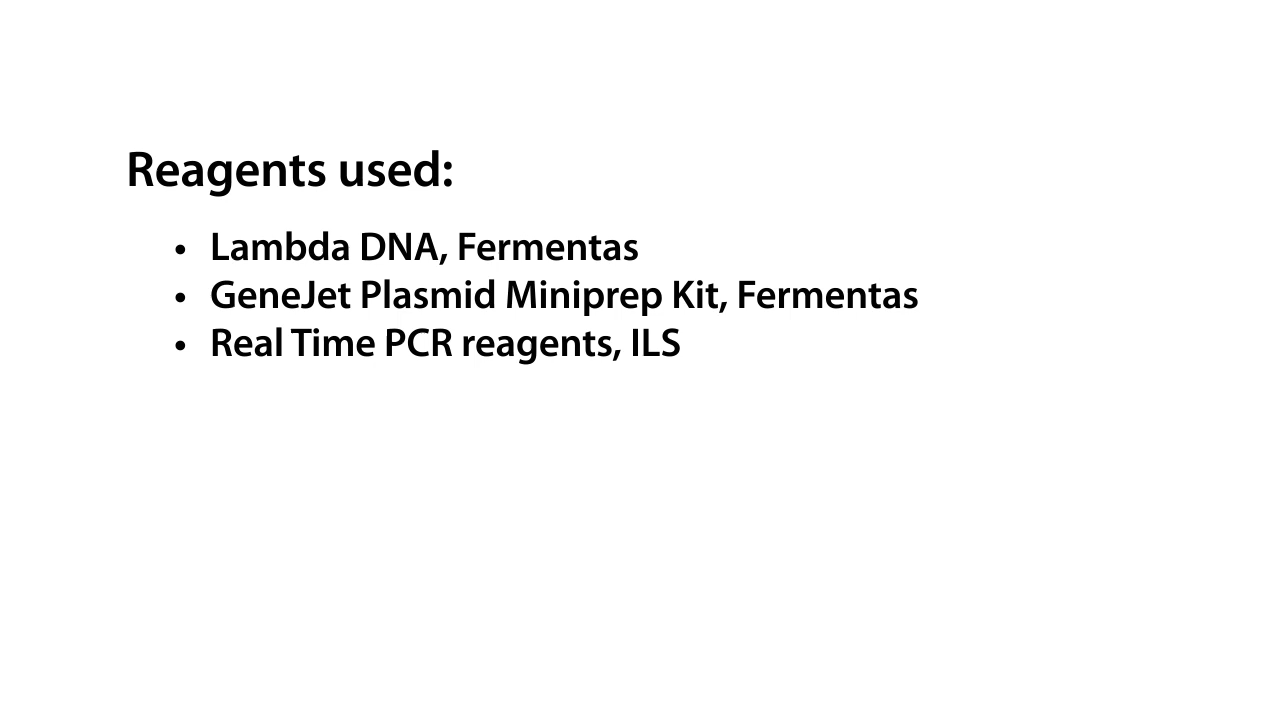 Reagents used:
• Lambda DNA, Fermentas
• GeneJet Plasmid Miniprep Kit, Fermentas
• Real Time PCR reagents, ILS